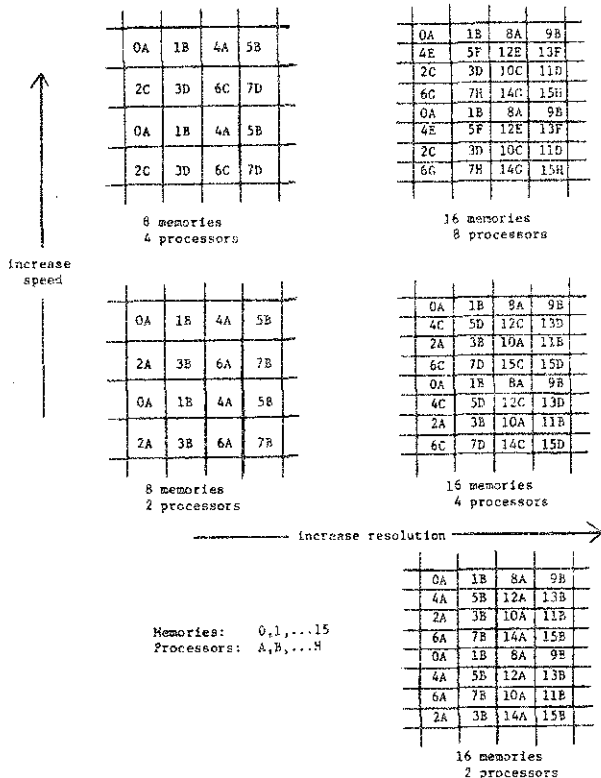 0A 1B 4A 5B
2C 3D 6C 7D
0A 1B 4A 5B
2C 3D 6C 7D
8 memories
4 processors
0A 1B 8A 9B
4E 5F 12E 13F
2C 3D 10C 11D
6G 7H 14G 15H
0A 1B 8A 9B
4E 5F 12E 13F
2C 3D 10C 11D
6G 7H 14G 15H
16 memories
8 processors
increase
speed
0A 1B 4A 5B
2A 3B 6A 7B
0A 1B 4A 5B
2A 3B 6A 7B
8 memories
2 processors
0A 1B 8A 9B
4C 5D 12C 13D
2A 3B 10A 11B
6C 7D 15C 15D
0A 1B 8A 9B
4C 5D 12C 13D
2A 3B 10A 11B
6C 7D 14C 15D
16 memories
4 processors
increase resolution
Memories: 0,1,...15
Processors: A,B,...H
0A 1B 8A 9B
4A 5B 12A 13B
2A 3B 10A 11B
6A 7B 14A 15B
0A 1B 8A 9B
4A 5B 12A 13B
6A 7B 10A 11B
2A 3B 14A 15B
16 memories
2 processors